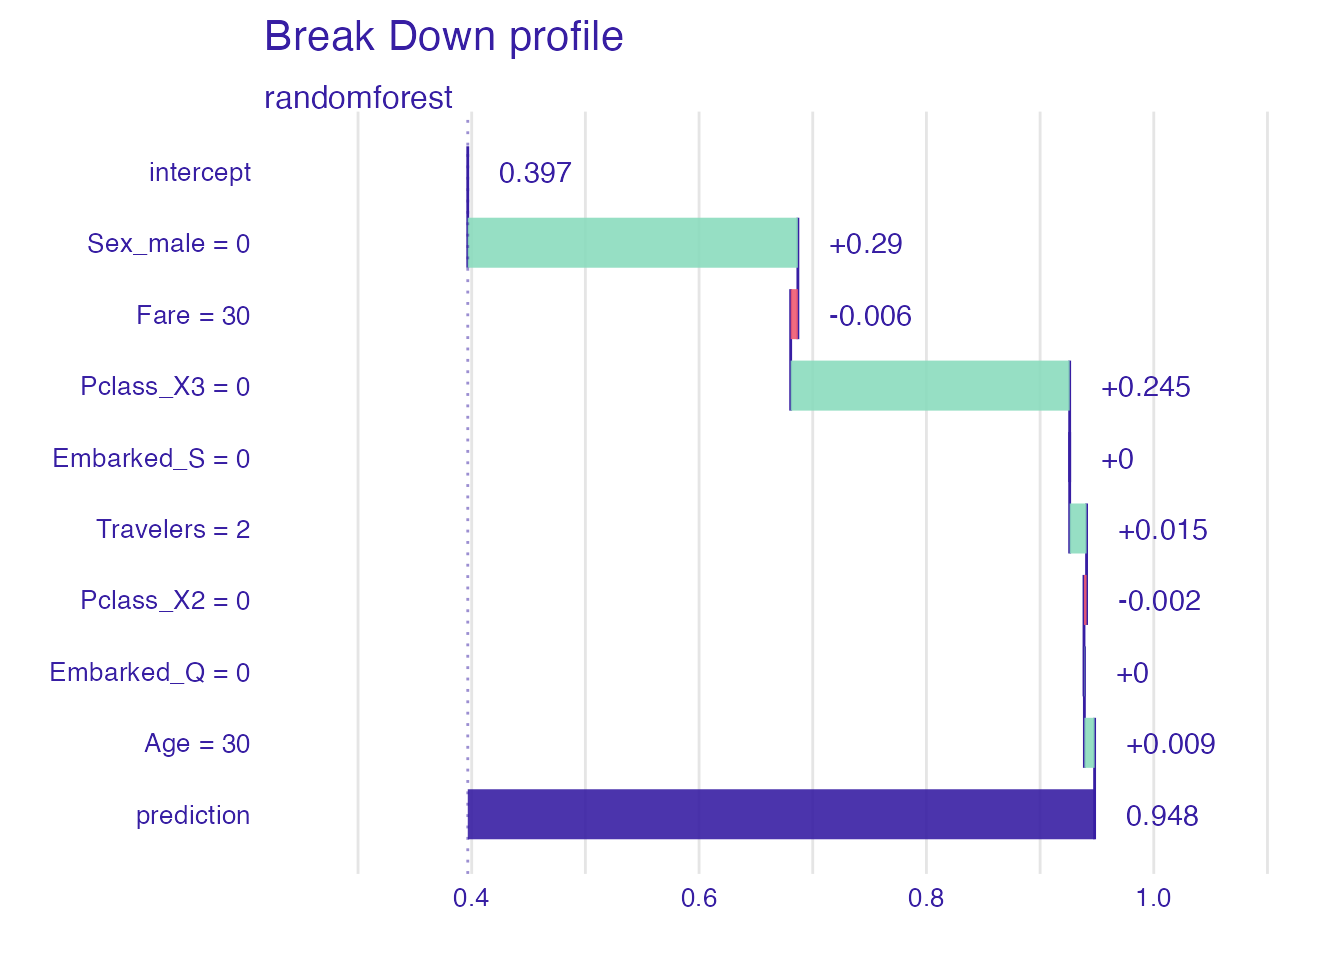 Break Down profile
randomforest
intercept 0.397
Sex_male = 0 +0.29
Fare = 30 -0.006
Pclass_X3 = 0 +0.245
Embarked_S = 0 +0
Travelers = 2 +0.015
Pclass_X2 = 0 -0.002
Embarked_Q = 0 +0
Age = 30 +0.009
prediction 0.948
0.4 0.6 0.8 1.0